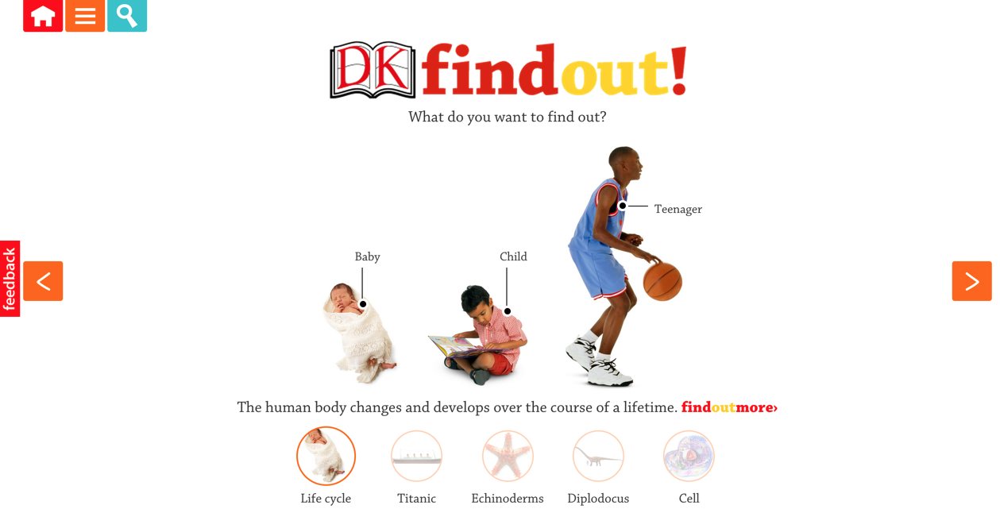 DK findout!
What do you want to find out?
Teenager
Baby
Child
feedback
The human body changes and develops over the course of a lifetime. findoutmore›
Life cycle
Titanic
Echinoderms
Diplodocus
Cell